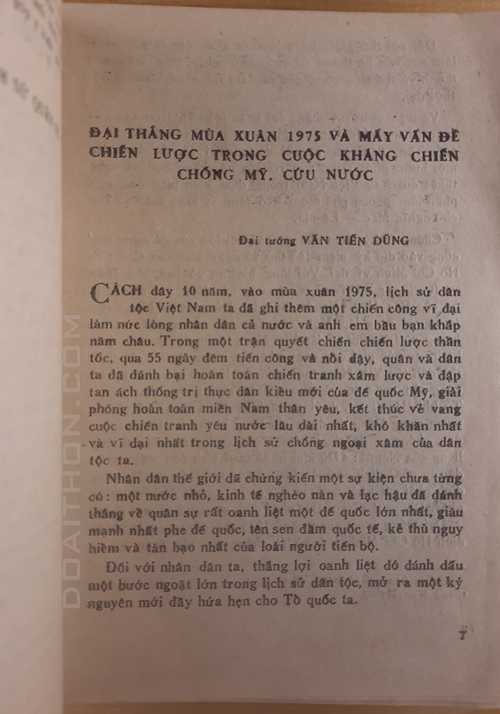 ĐẠI THẮNG MÙA XUÂN 1975 VÀ MẤY VẤN ĐỀ
CHIẾN LƯỢC TRONG CUỘC KHÁNG CHIẾN
CHỐNG MỸ, CỨU NƯỚC
Đại tướng VĂN TIẾN DŨNG
CÁCH đây 10 năm, vào mùa xuân 1975, lịch sử dân
tộc Việt Nam ta đã ghi thêm một chiến công vĩ đại
làm nức lòng nhân dân cả nước và anh em bầu bạn khắp
năm châu. Trong một trận quyết chiến chiến lược thần
tốc, qua 55 ngày đêm tiến công và nổi dậy, quân và dân
ta đã đánh bại hoàn toàn chiến tranh xâm lược và đập
tan ách thống trị thực dân kiểu mới của đế quốc Mỹ, giải
phóng hoàn toàn miền Nam thân yêu, kết thúc vẻ vang
cuộc chiến tranh yêu nước lâu dài nhất, khó khăn nhất
và vĩ đại nhất trong lịch sử chống ngoại xâm của dân
tộc ta.
Nhân dân thế giới đã chứng kiến một sự kiện chưa từng
có: một nước nhỏ, kinh tế nghèo nàn và lạc hậu đã đánh
thắng về quân sự rất oanh liệt một đế quốc lớn nhất, giàu
mạnh nhất phe đế quốc, tên sen đầm quốc tế, kẻ thù nguy
hiểm và tàn bạo nhất của loài người tiến bộ.
Đối với nhân dân ta, thắng lợi oanh liệt đó đánh dấu
một bước ngoặt lớn trong lịch sử dân tộc, mở ra một kỷ
nguyên mới đầy hứa hẹn cho Tổ quốc ta.
7
DOAITHON.COM